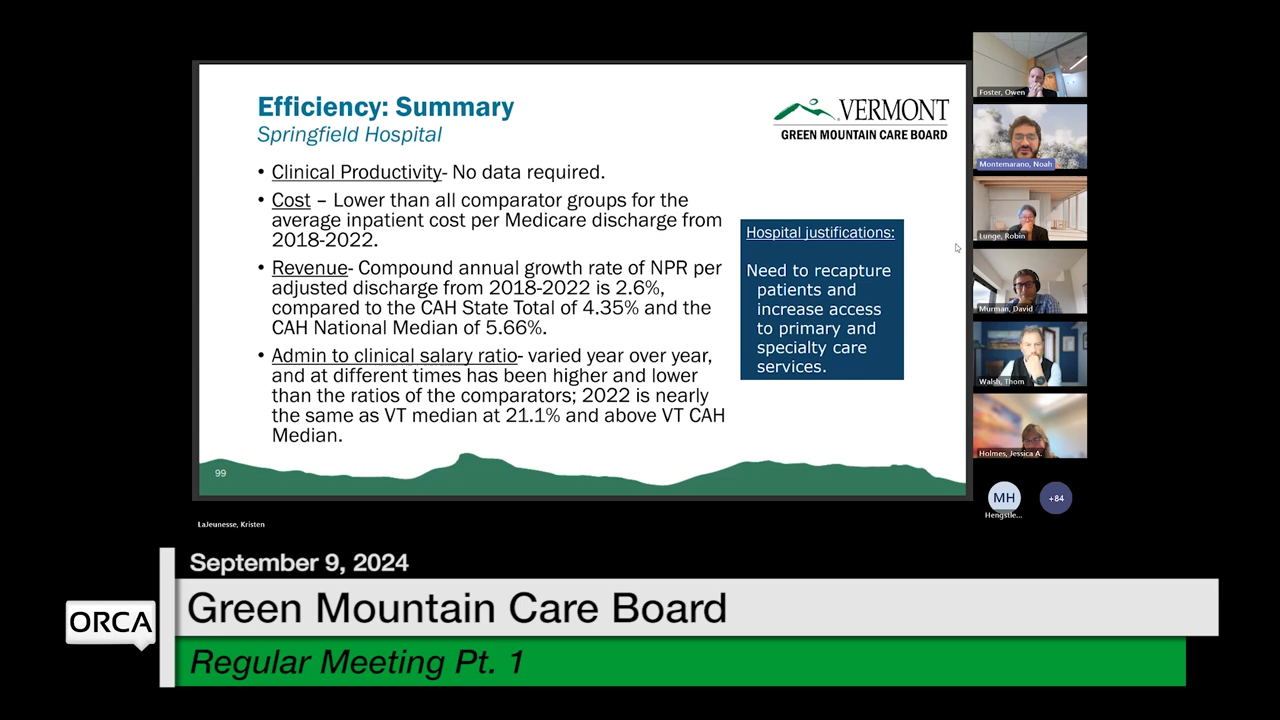 Efficiency: Summary
Springfield Hospital
VERMONT
GREEN MOUNTAIN CARE BOARD
• Clinical Productivity- No data required.
• Cost – Lower than all comparator groups for the
average inpatient cost per Medicare discharge from
2018-2022.
• Revenue- Compound annual growth rate of NPR per
adjusted discharge from 2018-2022 is 2.6%,
compared to the CAH State Total of 4.35% and the
CAH National Median of 5.66%.
• Admin to clinical salary ratio- varied year over year,
and at different times has been higher and lower
than the ratios of the comparators; 2022 is nearly
the same as VT median at 21.1% and above VT CAH
Median.
Hospital justifications:
Need to recapture
patients and
increase access
to primary and
specialty care
services.
99
Foster, Owen
Montemarano, Noah
Lunge, Robin
Murman, David
Walsh, Thom
Holmes, Jessica A.
MH
+84
Hengstle...
LaJeunesse, Kristen
September 9, 2024
ORCA
Green Mountain Care Board
Regular Meeting Pt. 1